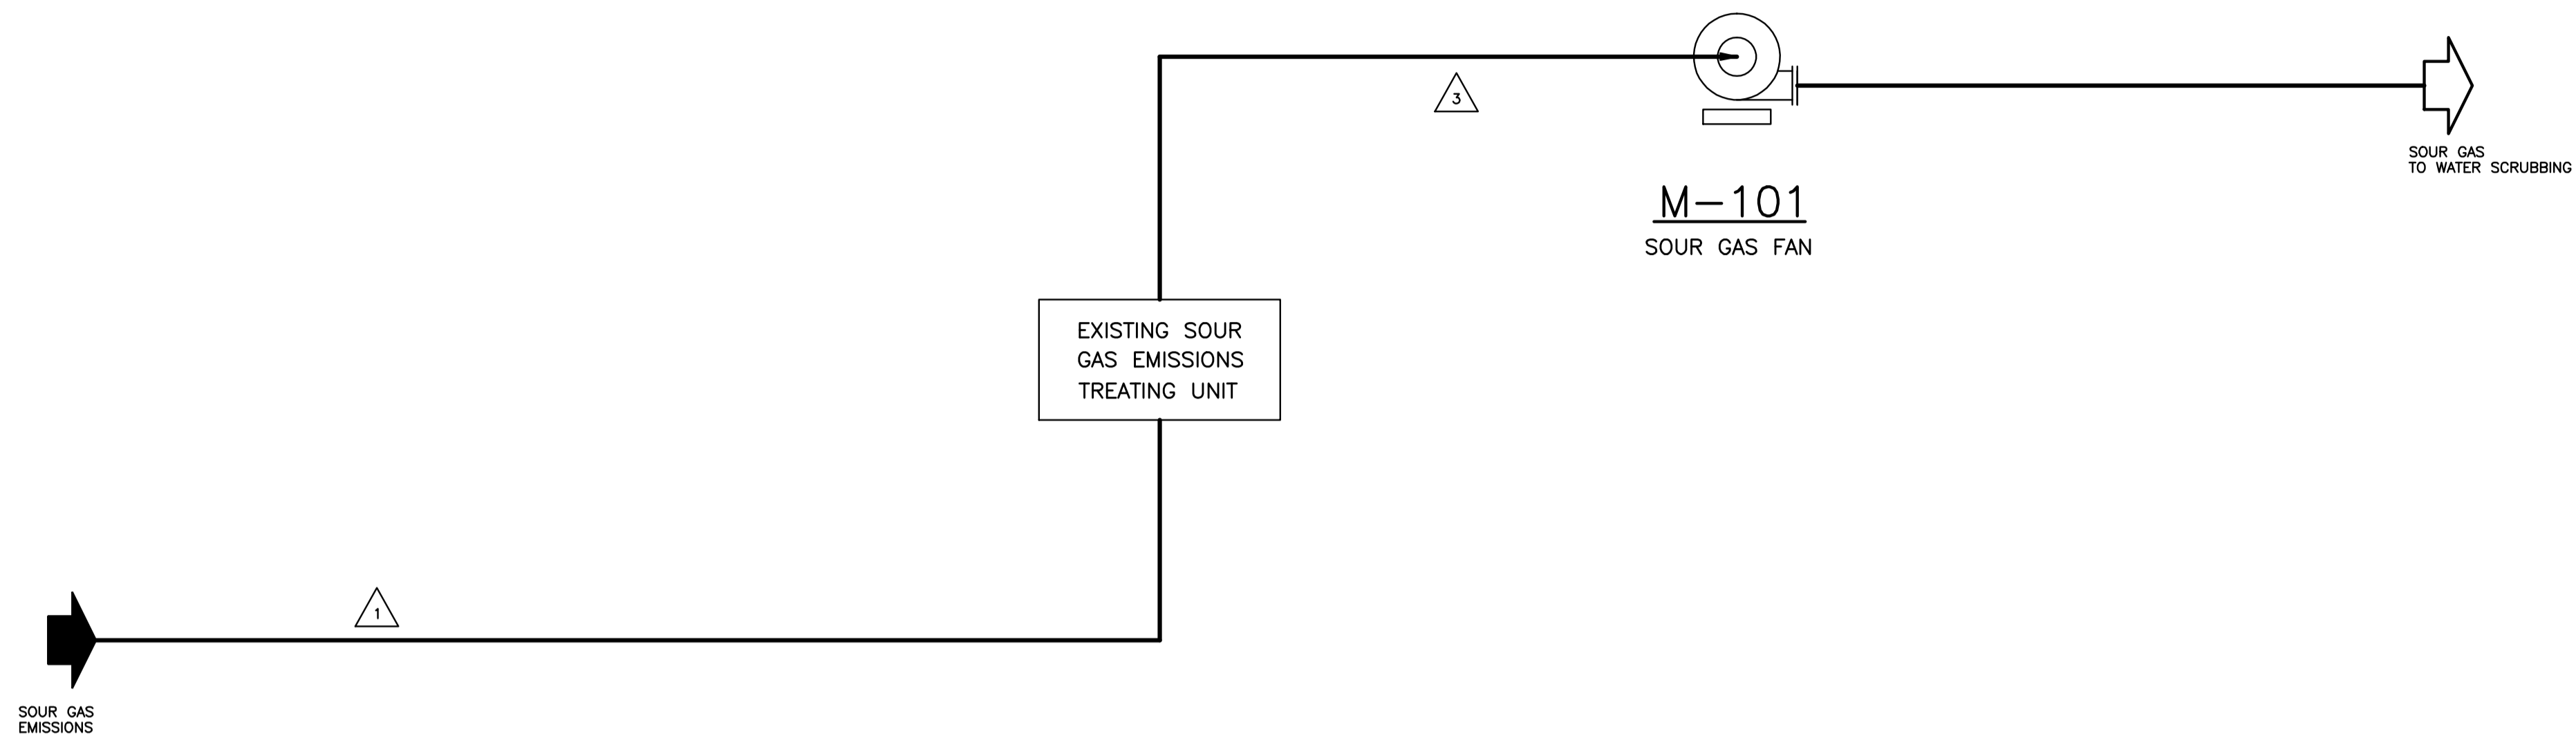 3
SOUR GAS
TO WATER SCRUBBING
M-101
SOUR GAS FAN
EXISTING SOUR
GAS EMISSIONS
TREATING UNIT
1
SOUR GAS
EMISSIONS